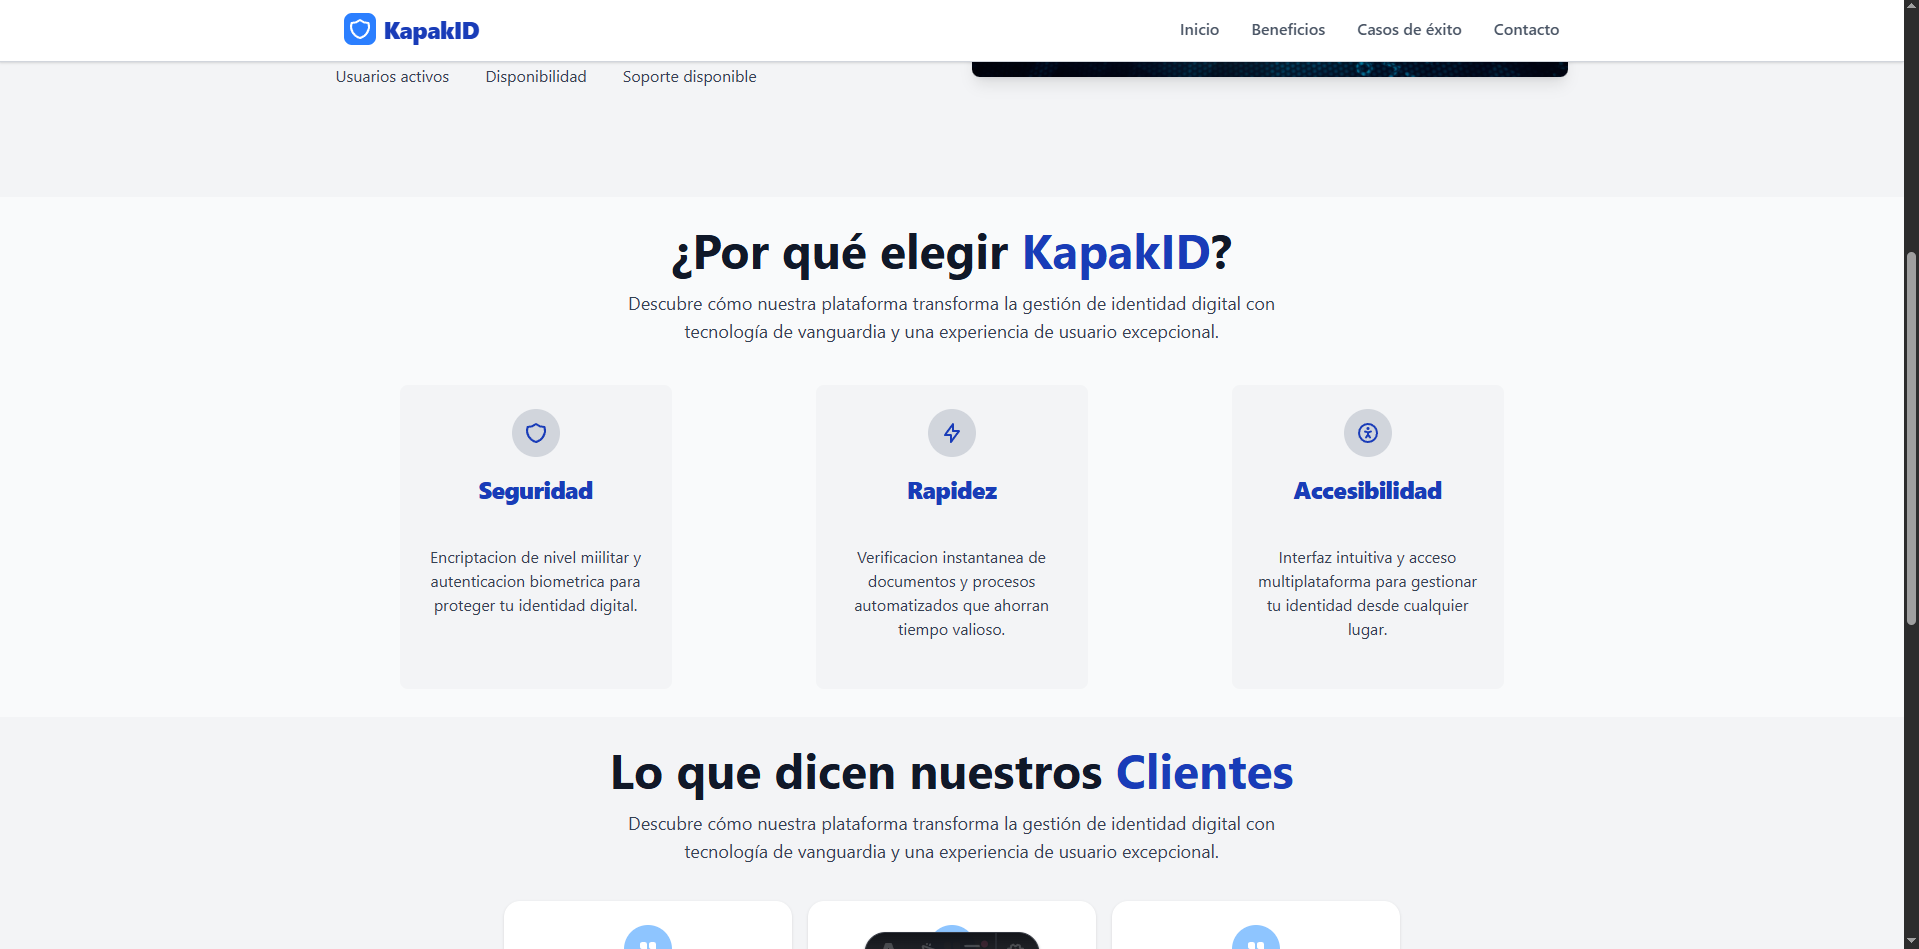 KapakID
Inicio
Beneficios
Casos de éxito
Contacto
Usuarios activos
Disponibilidad
Soporte disponible
¿Por qué elegir KapakID?
Descubre cómo nuestra plataforma transforma la gestión de identidad digital con
tecnología de vanguardia y una experiencia de usuario excepcional.
Seguridad
Encriptacion de nivel miilitar y
autenticacion biometrica para
proteger tu identidad digital.
Rapidez
Verificacion instantanea de
documentos y procesos
automatizados que ahorran
tiempo valioso.
Accesibilidad
Interfaz intuitiva y acceso
multiplataforma para gestionar
tu identidad desde cualquier
lugar.
Lo que dicen nuestros Clientes
Descubre cómo nuestra plataforma transforma la gestión de identidad digital con
tecnología de vanguardia y una experiencia de usuario excepcional.